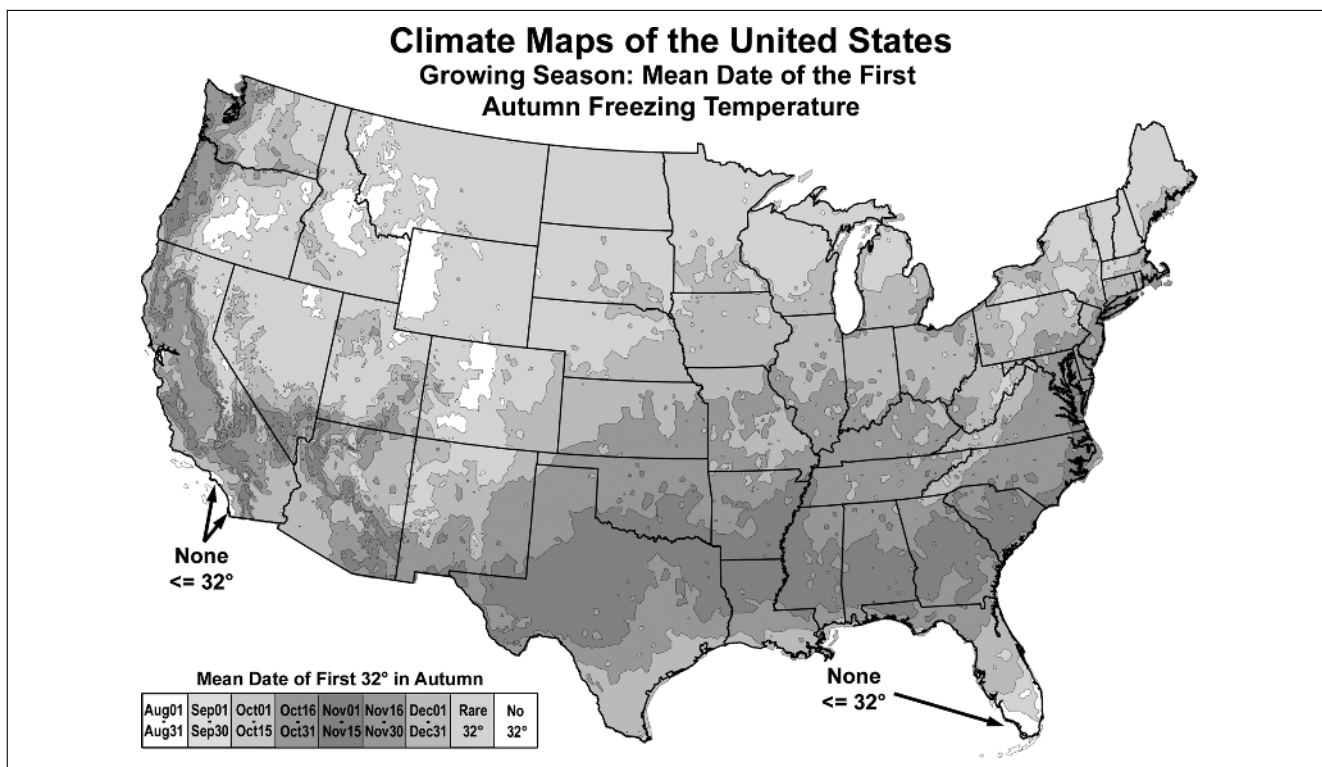 Climate Maps of the United States
Growing Season: Mean Date of the First
Autumn Freezing Temperature
None
<= 32°
None
<= 32°
Mean Date of First 32° in Autumn
Aug01 Sep01 Oct01 Oct16 Nov01 Nov16 Dec01 Rare No
- - - - - - - 32° 32°
Aug31 Sep30 Oct15 Oct31 Nov15 Nov30 Dec31